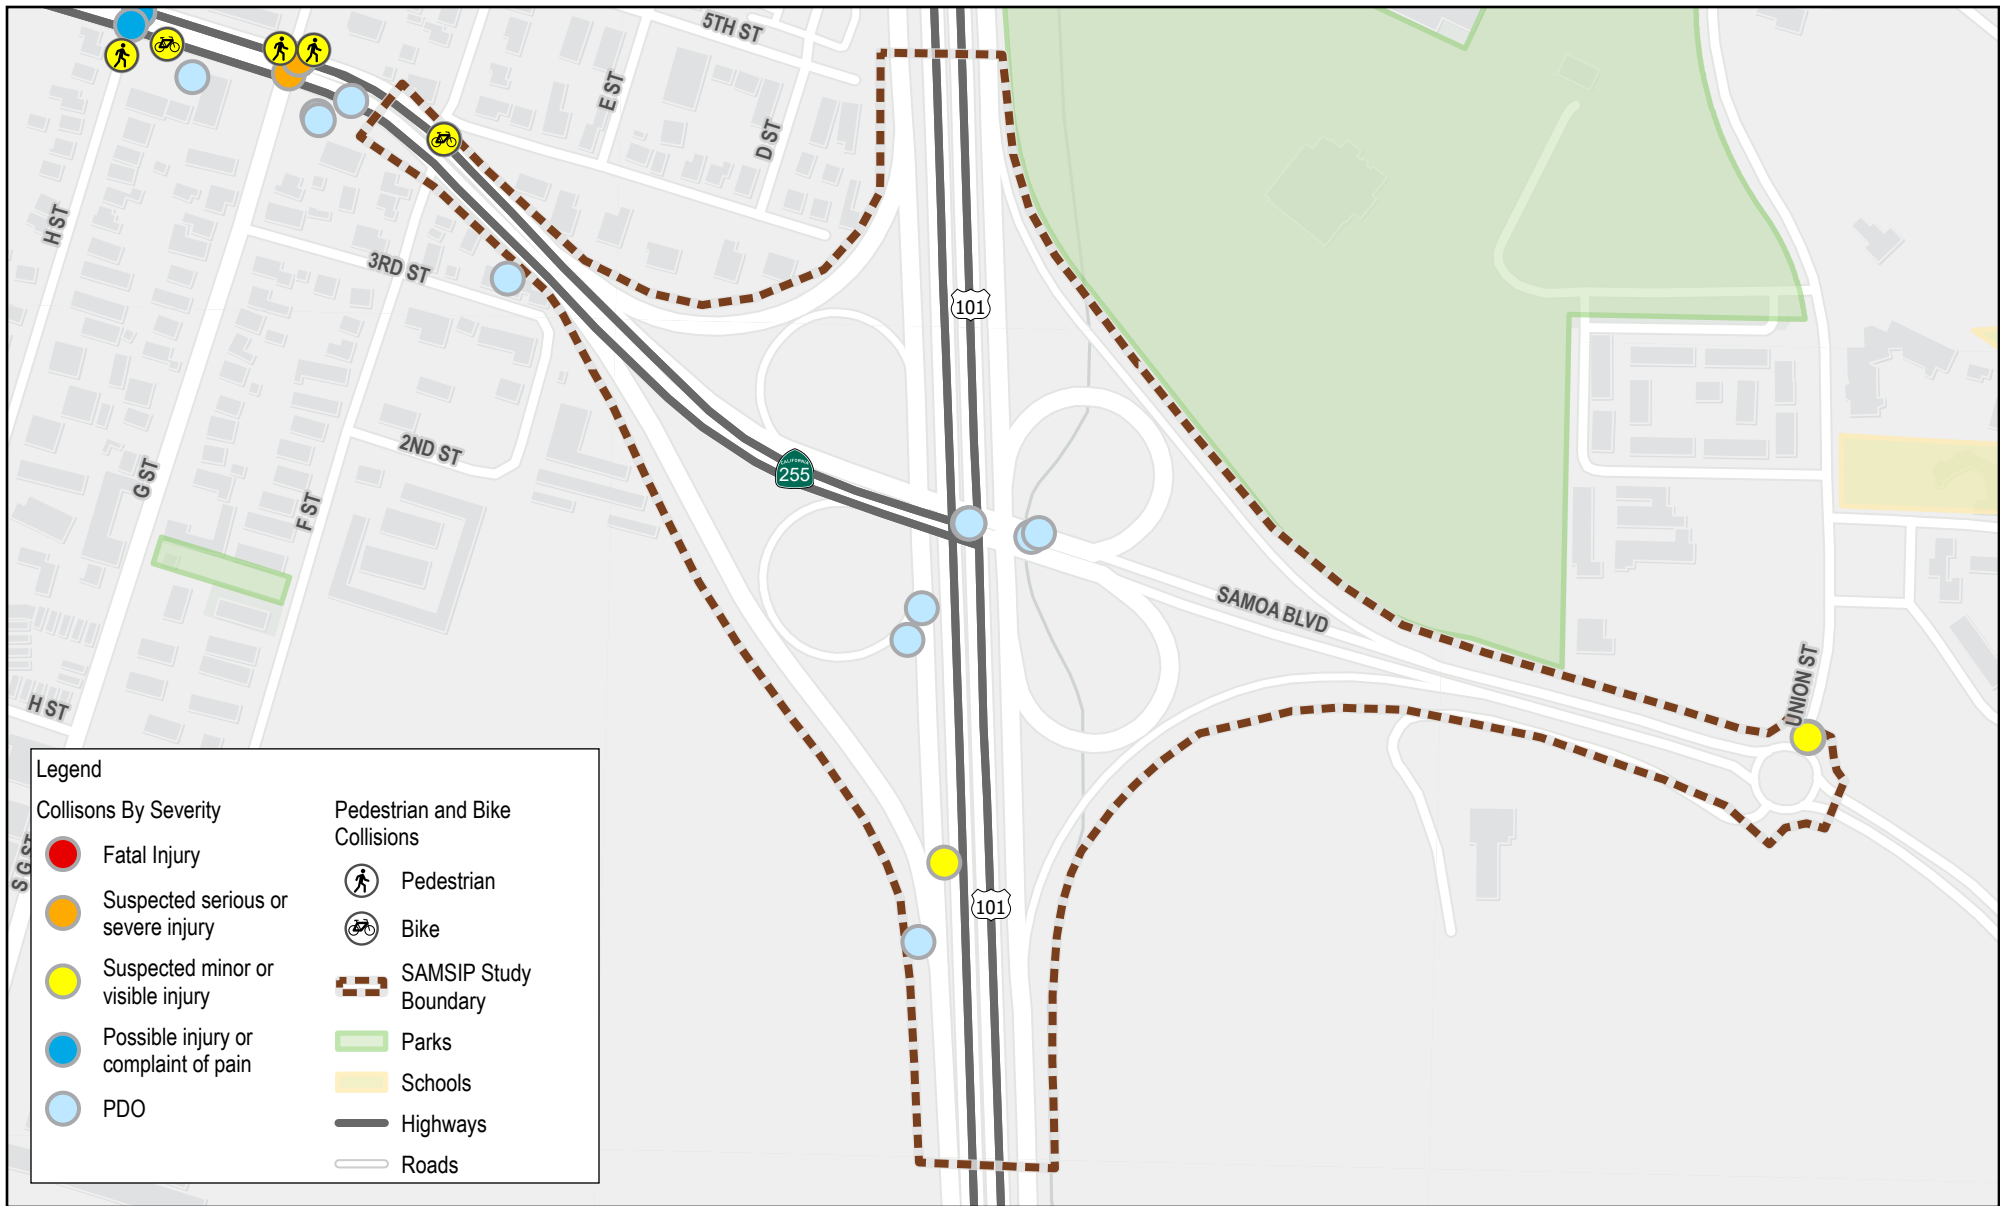 5TH ST
E ST
D ST
H ST
3RD ST
101
2ND ST
CALIFORNIA
255
G ST
F ST
SAMOA BLVD
UNION ST
H ST
S G ST
101
Legend
Collisons By Severity
Fatal Injury
Suspected serious or
severe injury
Suspected minor or
visible injury
Possible injury or
complaint of pain
PDO
Pedestrian and Bike
Collisions
Pedestrian
Bike
SAMSIP Study
Boundary
Parks
Schools
Highways
Roads